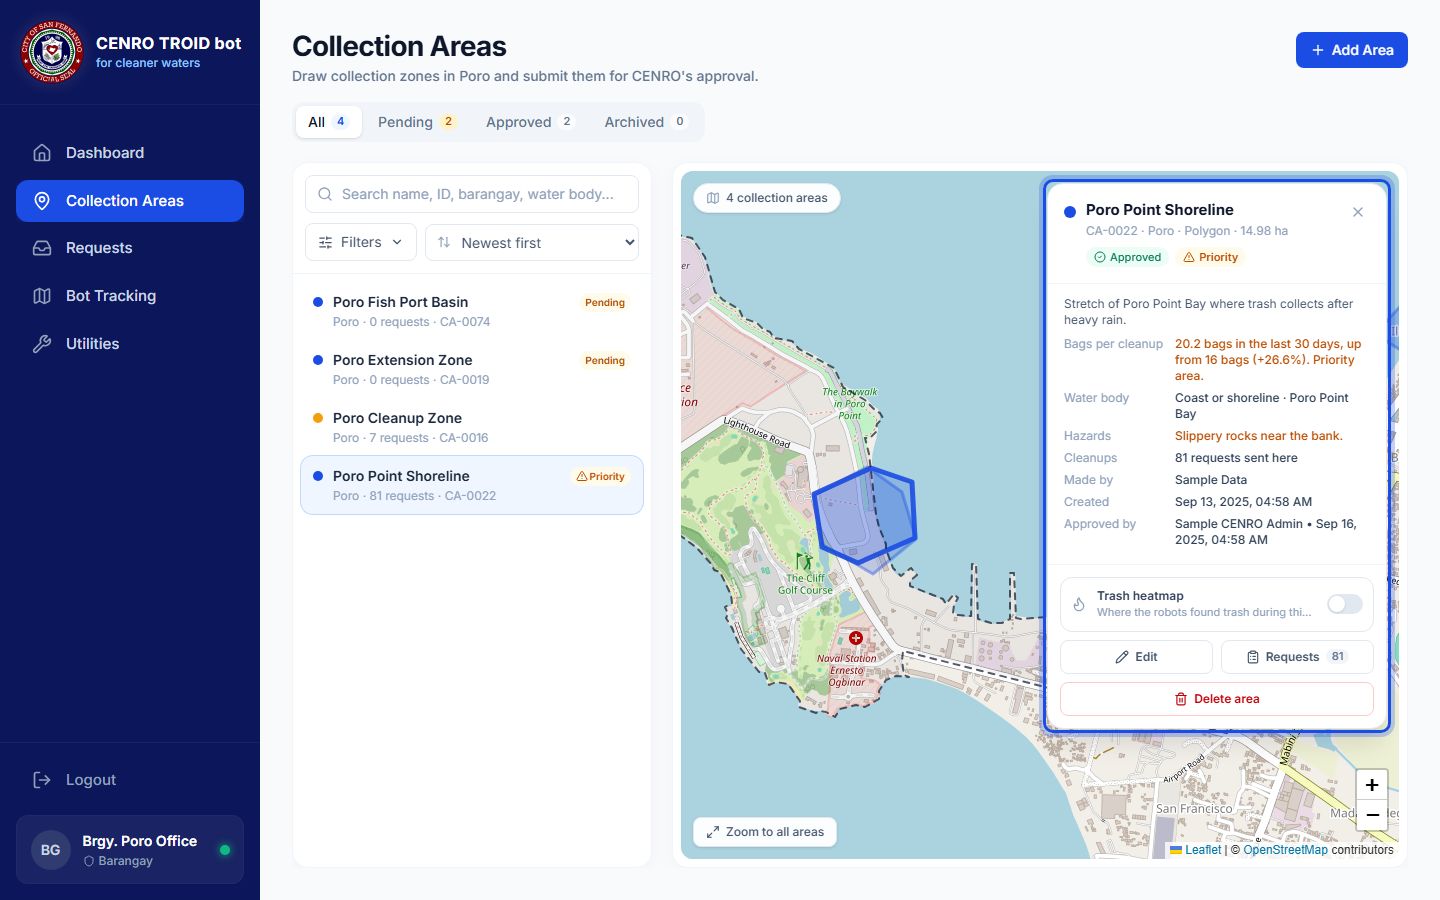 CENRO TROID bot
for cleaner waters
Dashboard
Collection Areas
Requests
Bot Tracking
Utilities
Logout
BG
Brgy. Poro Office
Barangay
Collection Areas
Draw collection zones in Poro and submit them for CENRO's approval.
+ Add Area
All 4
Pending 2
Approved 2
Archived 0
Search name, ID, barangay, water body...
Filters
Newest first
Poro Fish Port Basin
Pending
Poro · 0 requests · CA-0074
Poro Extension Zone
Pending
Poro · 0 requests · CA-0019
Poro Cleanup Zone
Poro · 7 requests · CA-0016
Poro Point Shoreline
Priority
Poro · 81 requests · CA-0022
4 collection areas
The Baywalk
in Poro
Point
Lighthouse Road
The Cliff
Golf Course
Naval Station
Ernesto
Ogbinar
Airport Road
San Francisco
Zoom to all areas
Poro Point Shoreline
CA-0022 · Poro · Polygon · 14.98 ha
Approved
Priority
Stretch of Poro Point Bay where trash collects after
heavy rain.
Bags per cleanup
20.2 bags in the last 30 days, up
from 16 bags (+26.6%). Priority
area.
Water body
Coast or shoreline · Poro Point
Bay
Hazards
Slippery rocks near the bank.
Cleanups
81 requests sent here
Made by
Sample Data
Created
Sep 13, 2025, 04:58 AM
Approved by
Sample CENRO Admin • Sep 16,
2025, 04:58 AM
Trash heatmap
Where the robots found trash during thi...
Edit
Requests 81
Delete area
+
−
Leaflet | © OpenStreetMap contributors